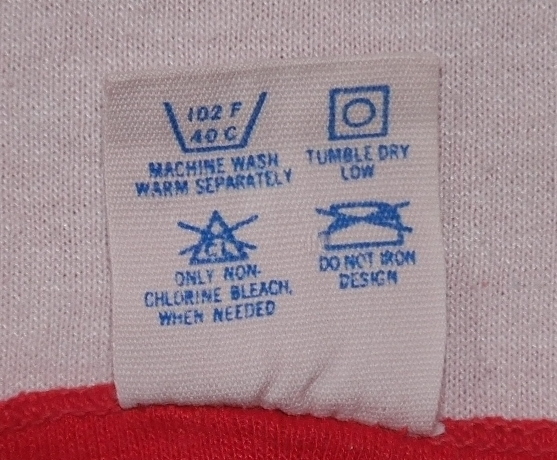 102 F
40 C
MACHINE WASH
WARM SEPARATELY
TUMBLE DRY
LOW
CL
ONLY NON-
CHLORINE BLEACH,
WHEN NEEDED
DO NOT IRON
DESIGN